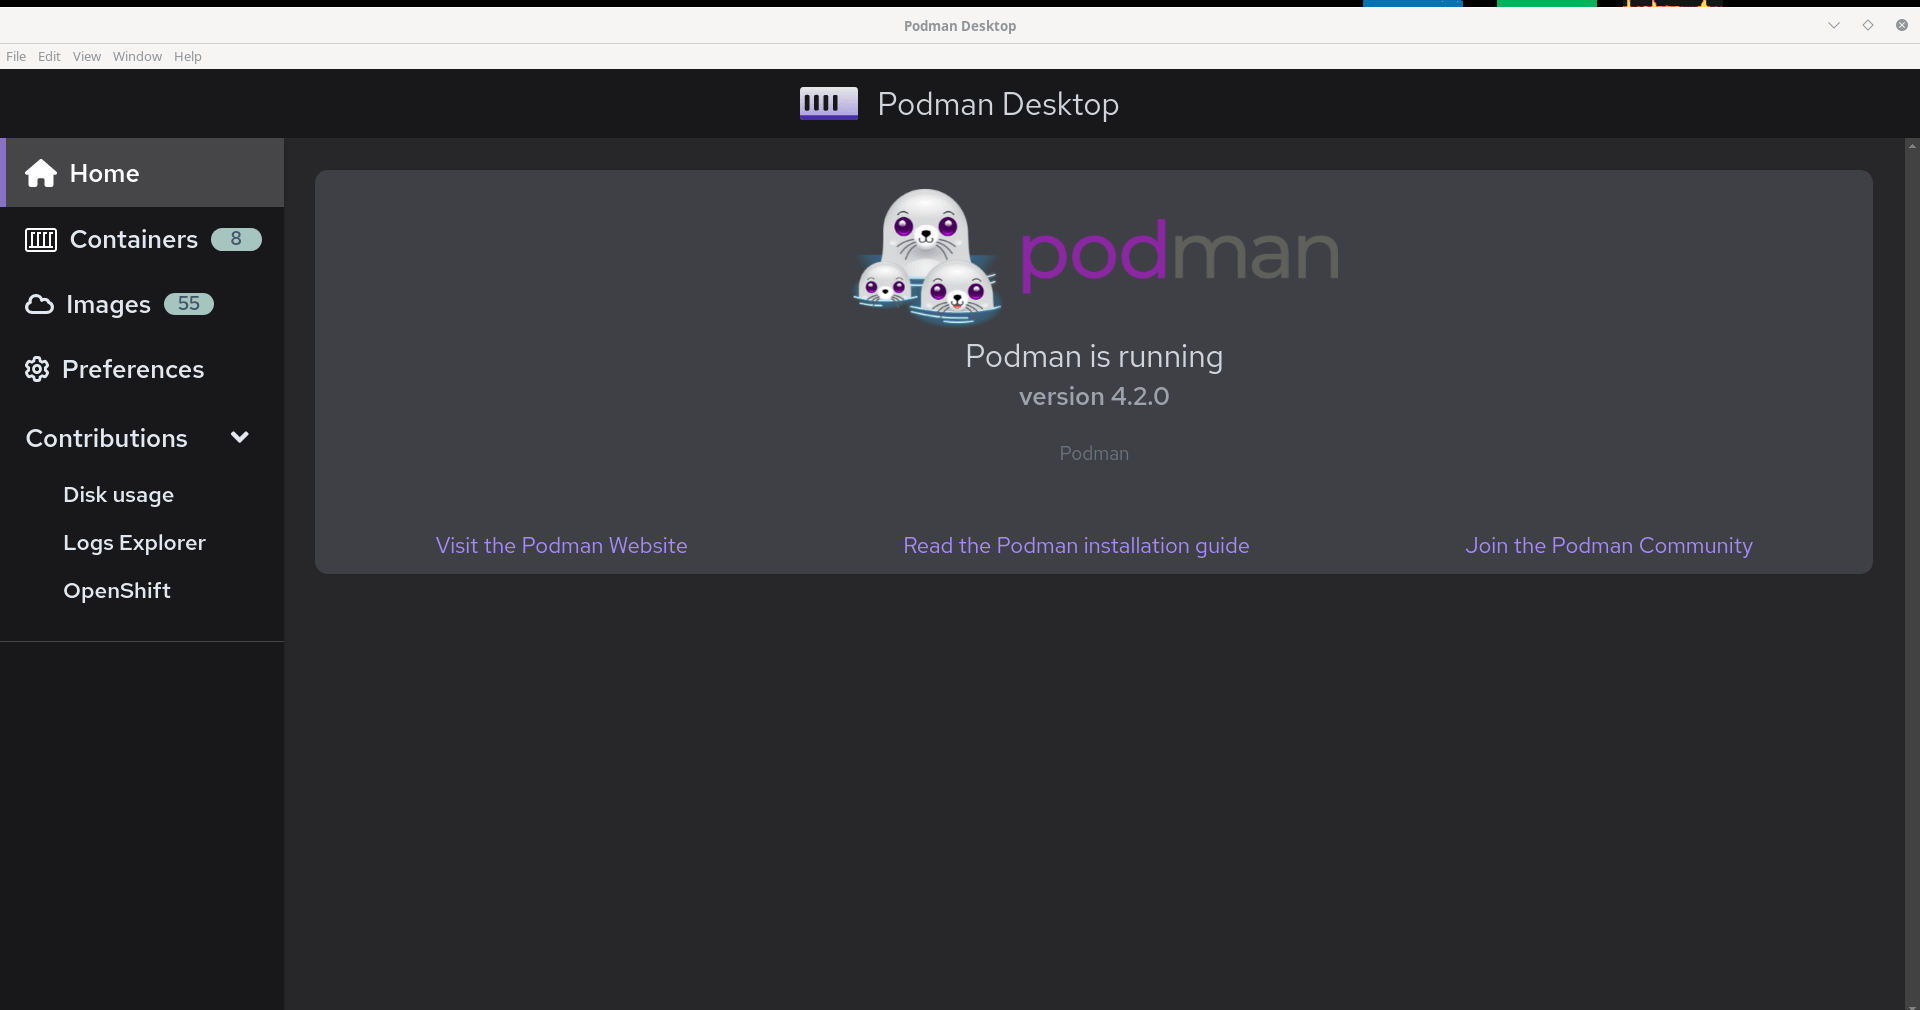 Podman Desktop
File Edit View Window Help
Podman Desktop
Home
Containers 8
Images 55
Preferences
Contributions
Disk usage
Logs Explorer
OpenShift
podman
Podman is running
version 4.2.0
Podman
Visit the Podman Website
Read the Podman installation guide
Join the Podman Community